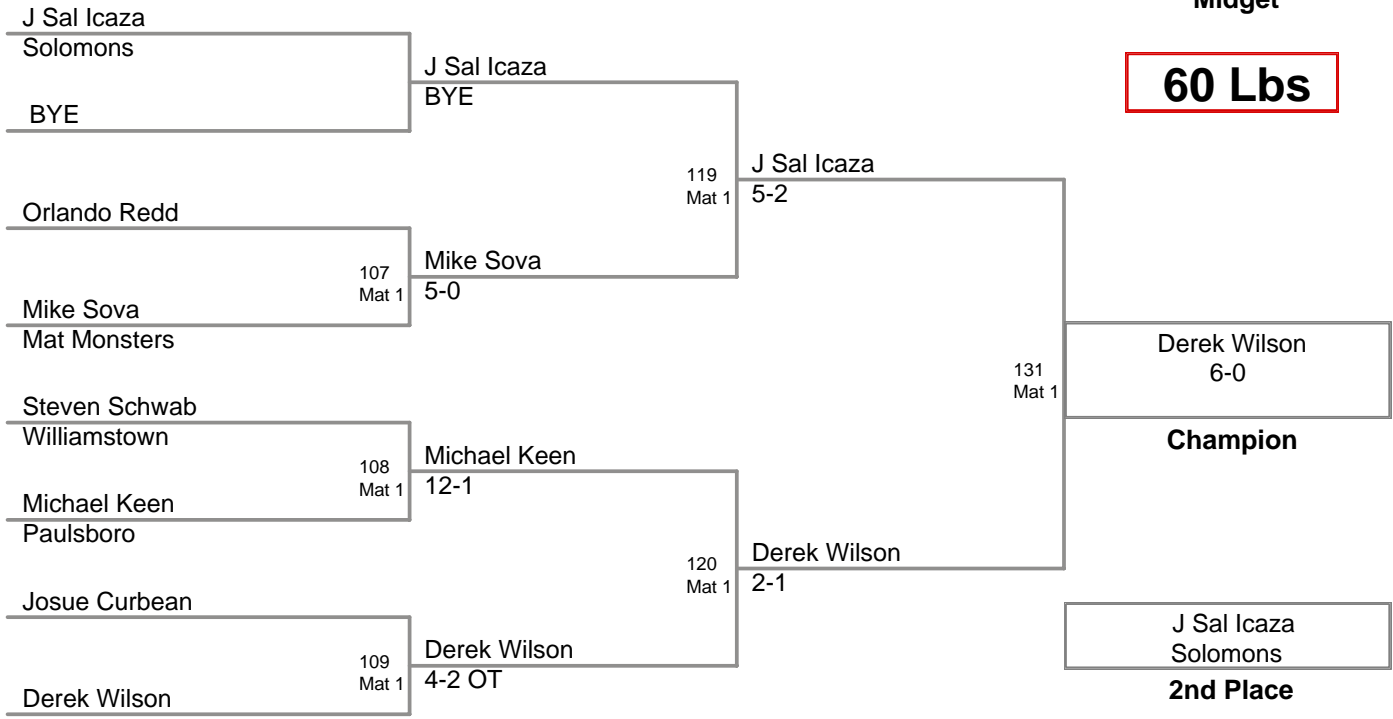 Midget
60 Lbs
J Sal Icaza
Solomons
BYE
Orlando Redd
Mike Sova
Mat Monsters
Steven Schwab
Williamstown
Michael Keen
Paulsboro
Josue Curbean
Derek Wilson
107
Mat 1
108
Mat 1
109
Mat 1
J Sal Icaza
BYE
Mike Sova
5-0
Michael Keen
12-1
Derek Wilson
4-2 OT
119
Mat 1
120
Mat 1
J Sal Icaza
5-2
Derek Wilson
2-1
131
Mat 1
Derek Wilson
6-0
Champion
J Sal Icaza
Solomons
2nd Place